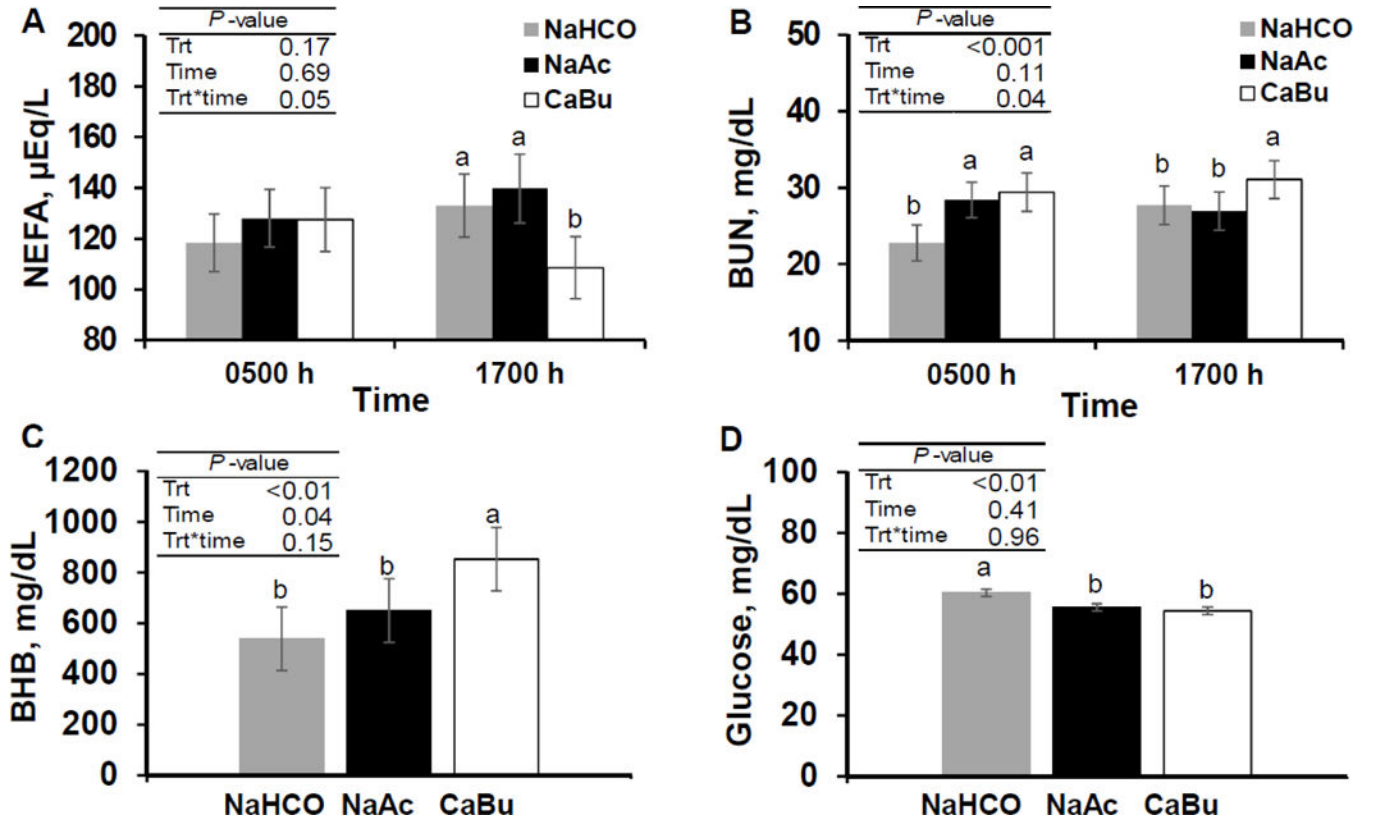 A
P -value
Trt 0.17
Time 0.69
Trt*time 0.05
NaHCO
NaAc
CaBu
NEFA, µEq/L
200
180
160
140
120
100
80
a a b
0500 h 1700 h
Time
B
P -value
Trt <0.001
Time 0.11
Trt*time 0.04
NaHCO
NaAc
CaBu
BUN, mg/dL
50
40
30
20
10
b a a b b a
0500 h 1700 h
Time
C
P -value
Trt <0.01
Time 0.04
Trt*time 0.15
BHB, mg/dL
1200
1000
800
600
400
200
0
b b a
NaHCO NaAc CaBu
D
P -value
Trt <0.01
Time 0.41
Trt*time 0.96
Glucose, mg/dL
100
80
60
40
20
0
a b b
NaHCO NaAc CaBu